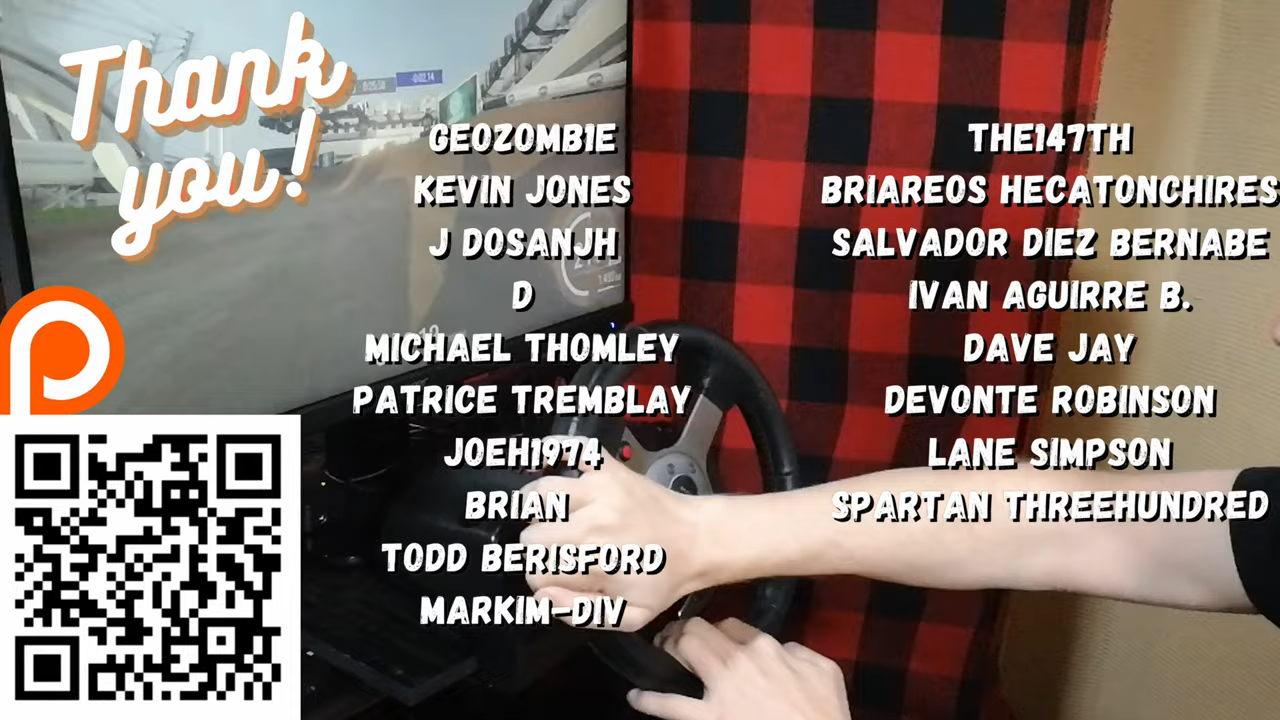 Thank
you!
GEOZOMB1E
KEVIN JONES
J DOSANJH
D
MICHAEL THOMLEY
PATRICE TREMBLAY
JOEH1974
BRIAN
TODD BERISFORD
MARKIM-DIV
THE147TH
BRIAREOS HECATONCHIRES
SALVADOR DIEZ BERNABE
IVAN AGUIRRE B.
DAVE JAY
DEVONTE ROBINSON
LANE SIMPSON
SPARTAN THREEHUNDRED